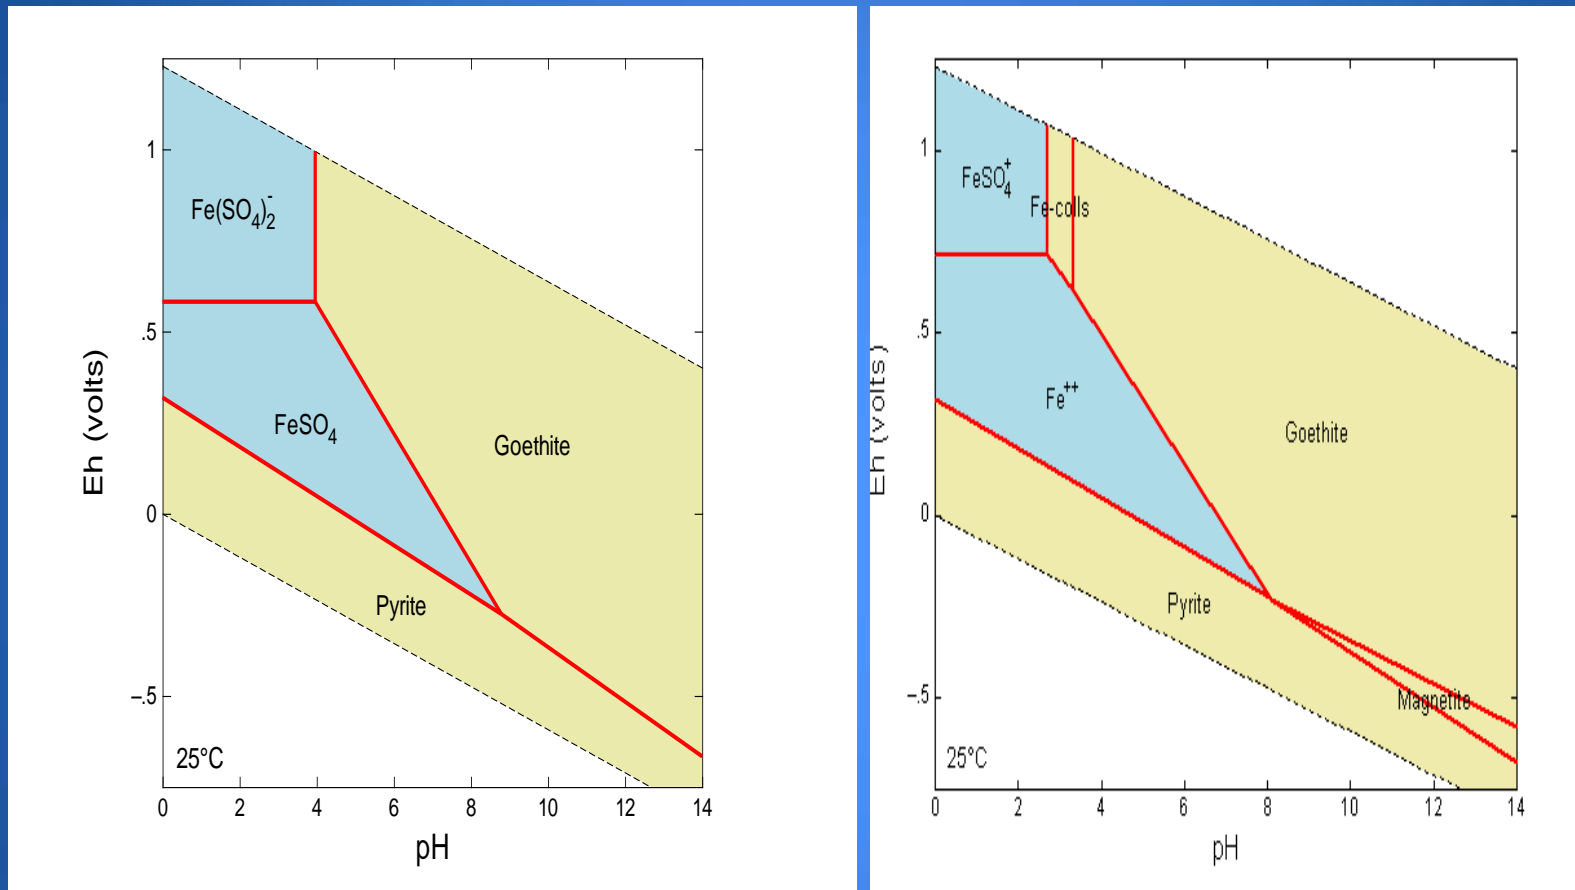 1
.5
0
–.5
Eh (volts)
Fe(SO4)2-
FeSO4
Goethite
Pyrite
25°C
0 2 4 6 8 10 12 14
pH
1
.5
0
–.5
Eh (volts)
FeSO4+
Fe-colls
Fe++
Goethite
Pyrite
Magnetite
25°C
0 2 4 6 8 10 12 14
pH